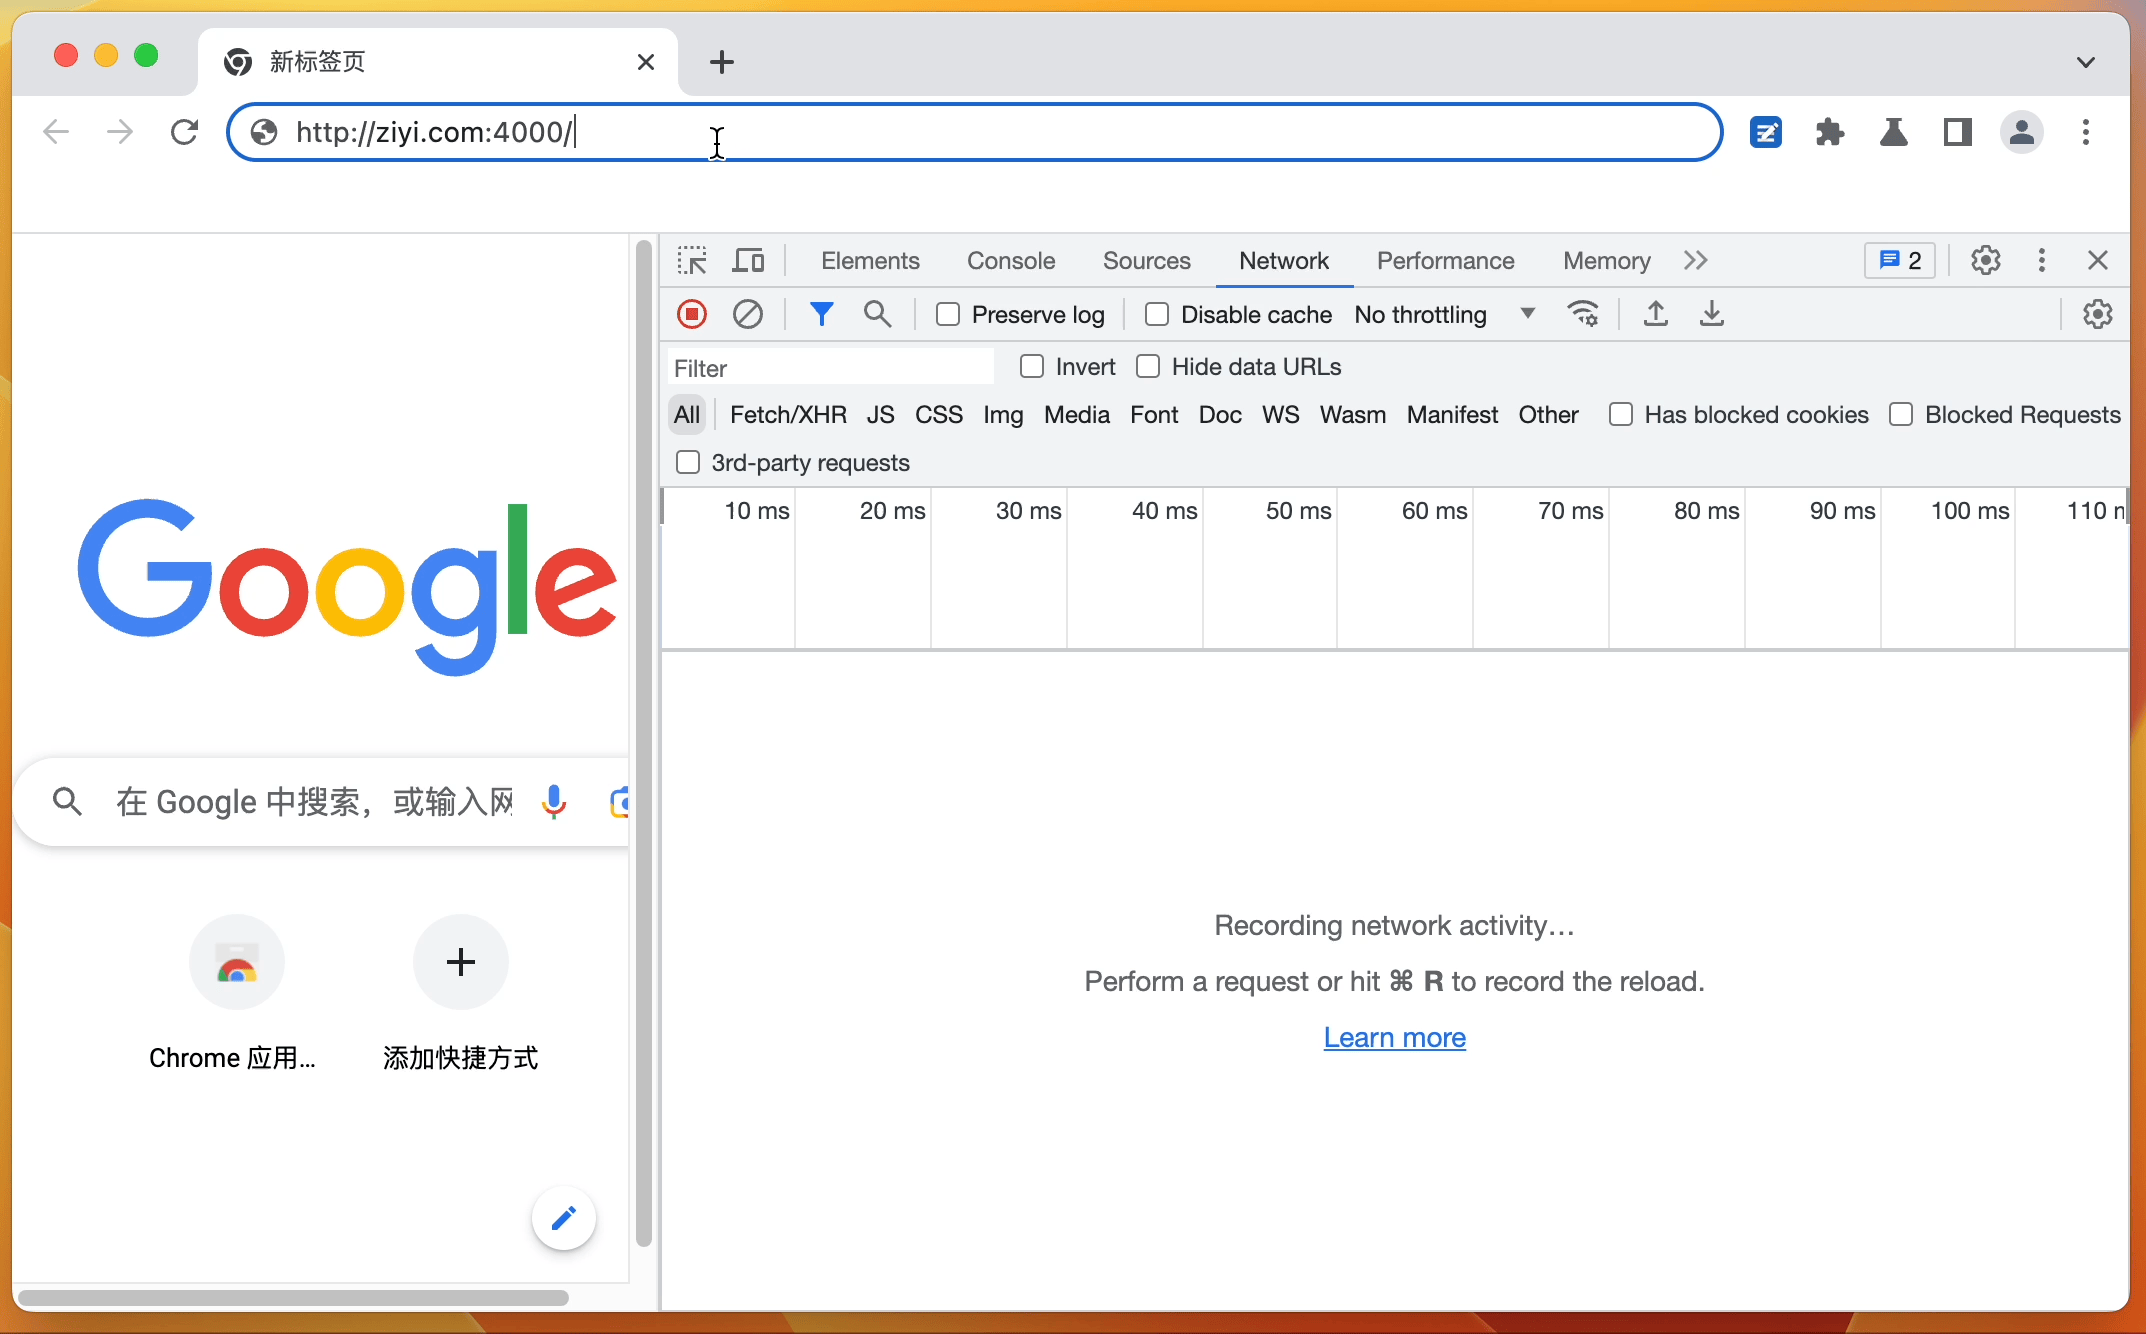 新标签页
http://ziyi.com:4000/
Elements Console Sources Network Performance Memory 2
Preserve log Disable cache No throttling
Filter Invert Hide data URLs
All Fetch/XHR JS CSS Img Media Font Doc WS Wasm Manifest Other Has blocked cookies Blocked Requests
3rd-party requests
10 ms 20 ms 30 ms 40 ms 50 ms 60 ms 70 ms 80 ms 90 ms 100 ms 110
Google
在 Google 中搜索，或输入网
Chrome 应用... 添加快捷方式
Recording network activity…
Perform a request or hit ⌘ R to record the reload.
Learn more